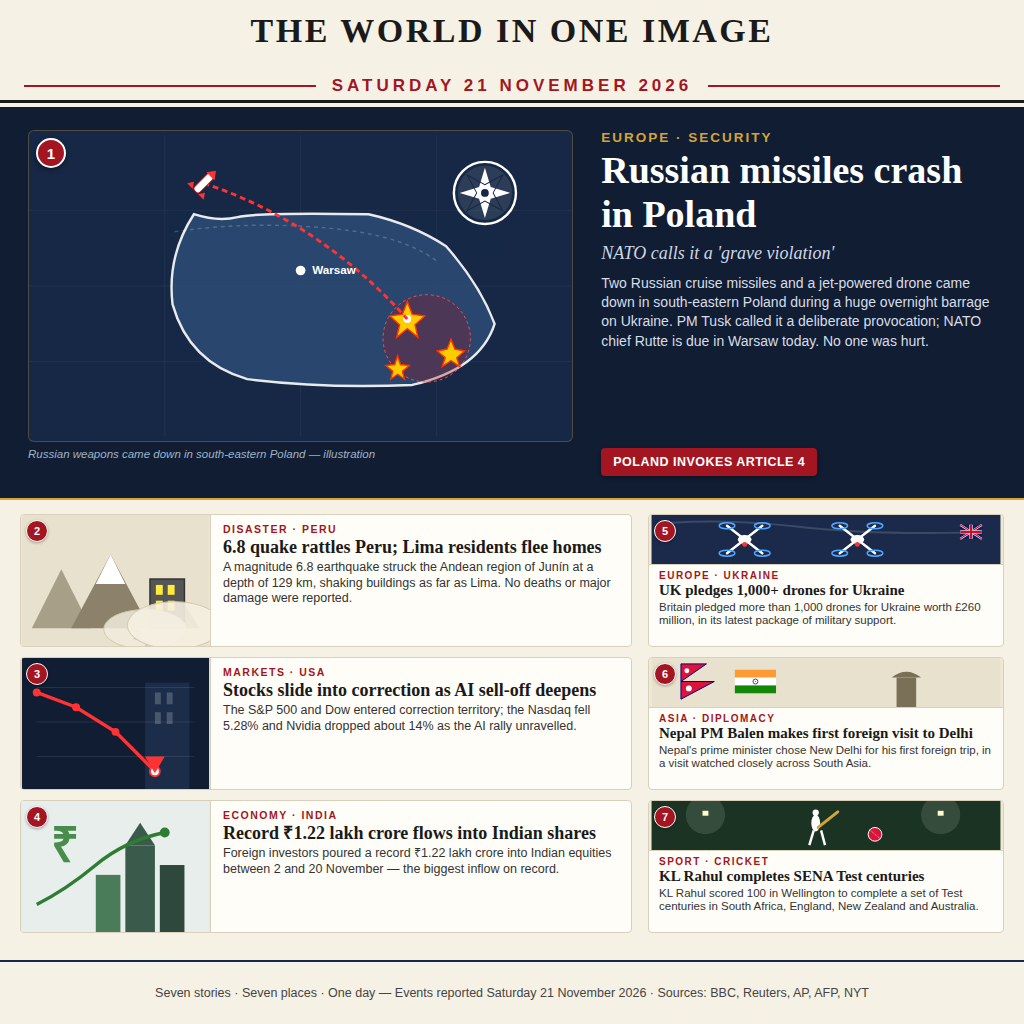 THE WORLD IN ONE IMAGE
SATURDAY 21 NOVEMBER 2026
1
Warsaw
Russian weapons came down in south-eastern Poland — illustration
EUROPE · SECURITY
Russian missiles crash
in Poland
NATO calls it a 'grave violation'
Two Russian cruise missiles and a jet-powered drone came
down in south-eastern Poland during a huge overnight barrage
on Ukraine. PM Tusk called it a deliberate provocation; NATO
chief Rutte is due in Warsaw today. No one was hurt.
POLAND INVOKES ARTICLE 4
2
DISASTER · PERU
6.8 quake rattles Peru; Lima residents flee homes
A magnitude 6.8 earthquake struck the Andean region of Junín at a
depth of 129 km, shaking buildings as far as Lima. No deaths or major
damage were reported.
3
MARKETS · USA
Stocks slide into correction as AI sell-off deepens
The S&P 500 and Dow entered correction territory; the Nasdaq fell
5.28% and Nvidia dropped about 14% as the AI rally unravelled.
4
₹
ECONOMY · INDIA
Record ₹1.22 lakh crore flows into Indian shares
Foreign investors poured a record ₹1.22 lakh crore into Indian equities
between 2 and 20 November — the biggest inflow on record.
5
EUROPE · UKRAINE
UK pledges 1,000+ drones for Ukraine
Britain pledged more than 1,000 drones for Ukraine worth £260
million, in its latest package of military support.
6
ASIA · DIPLOMACY
Nepal PM Balen makes first foreign visit to Delhi
Nepal's prime minister chose New Delhi for his first foreign trip, in
a visit watched closely across South Asia.
7
SPORT · CRICKET
KL Rahul completes SENA Test centuries
KL Rahul scored 100 in Wellington to complete a set of Test
centuries in South Africa, England, New Zealand and Australia.
Seven stories · Seven places · One day — Events reported Saturday 21 November 2026 · Sources: BBC, Reuters, AP, AFP, NYT